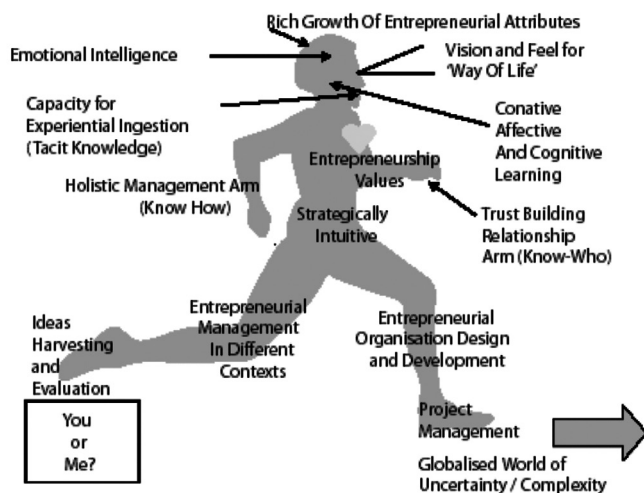 Rich Growth Of Entrepreneurial Attributes
Emotional Intelligence
Vision and Feel for
'Way Of Life'
Capacity for
Experiential Ingestion
(Tacit Knowledge)
Conative
Affective
And Cognitive
Learning
Entrepreneurship
Values
Holistic Management Arm
(Know How)
Strategically
Intuitive
Trust Building
Relationship
Arm (Know-Who)
Ideas
Harvesting
and
Evaluation
Entrepreneurial
Management
In Different
Contexts
Entrepreneurial
Organisation Design
and Development
You
or
Me?
Project
Management
Globalised World of
Uncertainty / Complexity